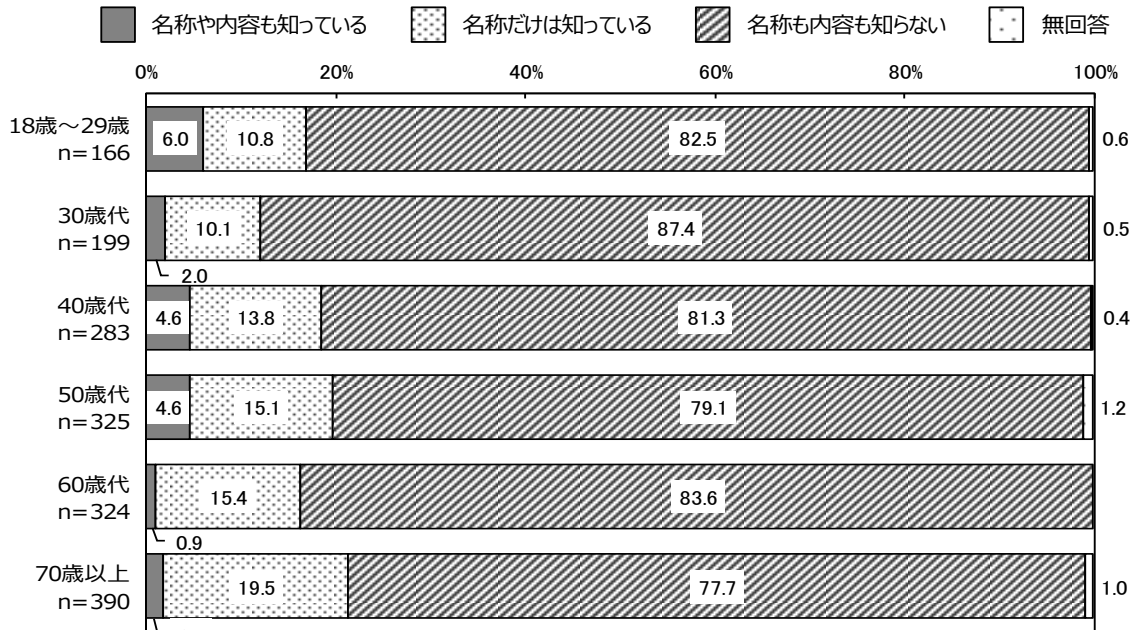 名称や内容も知っている 名称だけは知っている 名称も内容も知らない 無回答
0% 20% 40% 60% 80% 100%
18歳～29歳
n=166
6.0 10.8 82.5 0.6
30歳代
n=199
10.1 87.4 0.5
2.0
40歳代
n=283
4.6 13.8 81.3 0.4
50歳代
n=325
4.6 15.1 79.1 1.2
60歳代
n=324
15.4 83.6
0.9
70歳以上
n=390
19.5 77.7 1.0